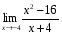 lim x→-4 (x² − 16)/(x + 4)